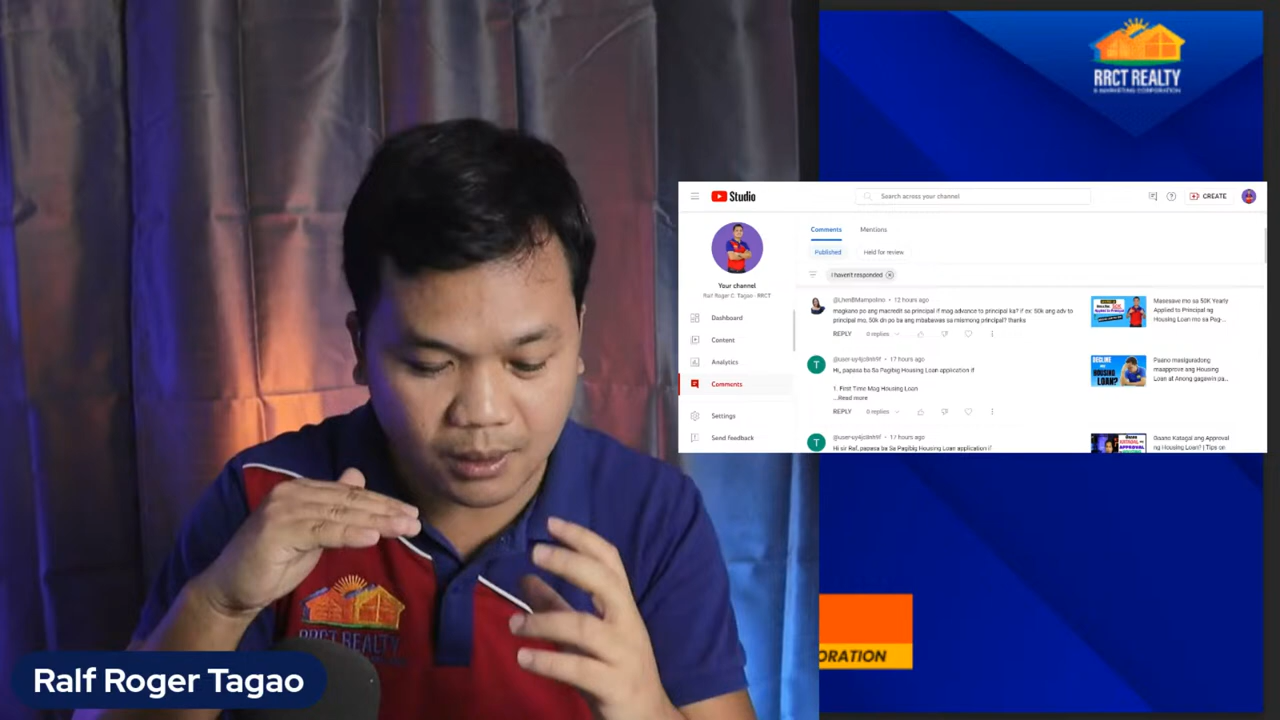 RRCT REALTY
& MARKETING CORPORATION
Studio
Search across your channel
CREATE
Your channel
Ralf Roger C. Tagao - RRCT
Dashboard
Content
Analytics
Comments
Settings
Send feedback
Comments
Mentions
Published
Held for review
I haven't responded
12 hours ago
magkano po ang macredit sa principal if mag advance to principal ka? if ex: 50k ang adv to
principal mo, 50k dn po ba ang mbabawas sa mismong principal? thanks
REPLY
0 replies
Masesave mo sa 50K Yearly
Applied to Principal ng
Housing Loan mo sa Pag-...
T
17 hours ago
Hi, papasa ba Sa Pagibig Housing Loan application if
1. First Time Mag Housing Loan
...Read more
REPLY
0 replies
DECLINE
HOUSING
LOAN?
Paano masiguradong
maapprove ang Housing
Loan at Anong gagawin pa...
T
17 hours ago
Hi sir Raf, papasa ba Sa Pagibig Housing Loan application if
Gaano Katagal ang Approval
ng Housing Loan? | Tips on
RRCT REALTY
ORATION
Ralf Roger Tagao